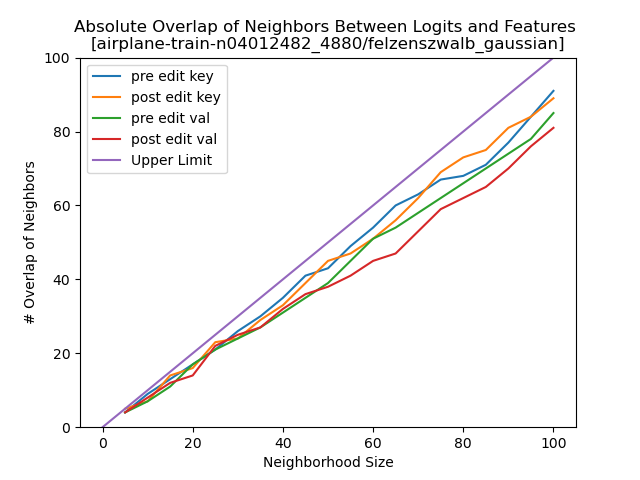 Absolute Overlap of Neighbors Between Logits and Features
[airplane-train-n04012482_4880/felzenszwalb_gaussian]
pre edit key
post edit key
pre edit val
post edit val
Upper Limit
# Overlap of Neighbors
100
80
60
40
20
0
0 20 40 60 80 100
Neighborhood Size